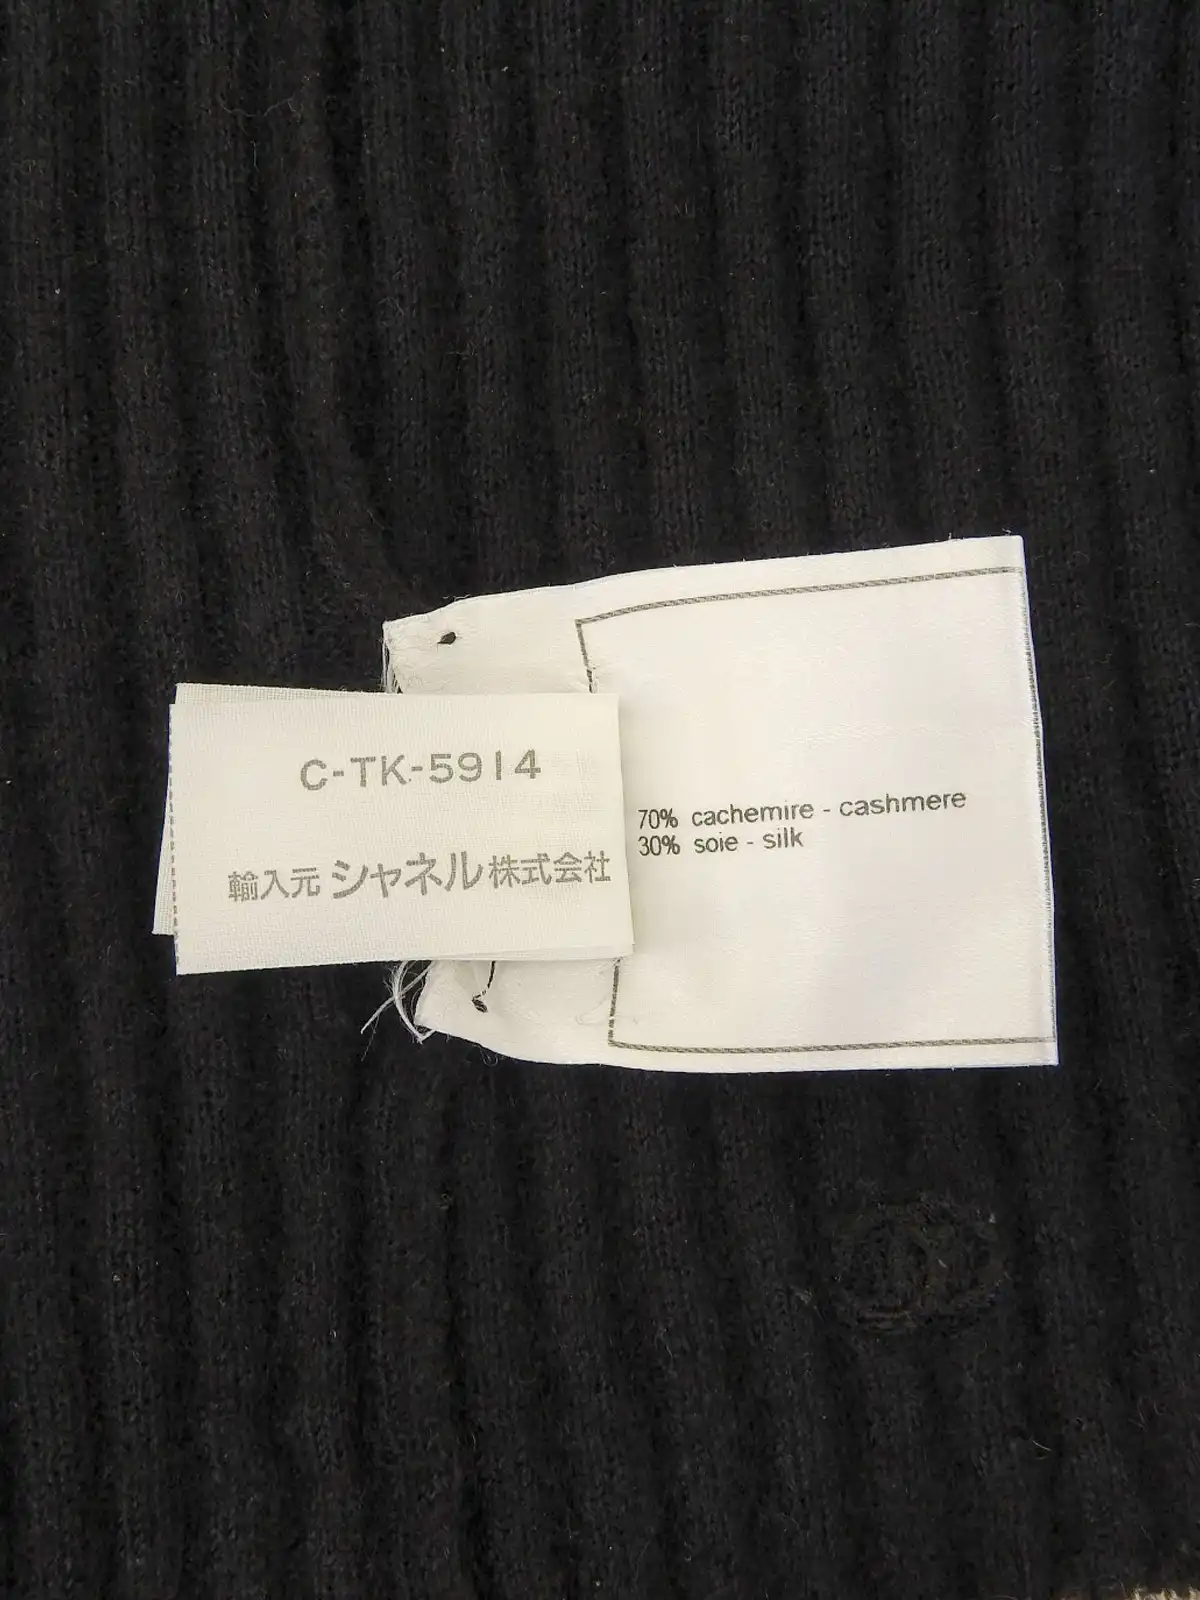 C-TK-5914
輸入元 シャネル株式会社
70% cachemire - cashmere
30% soie - silk